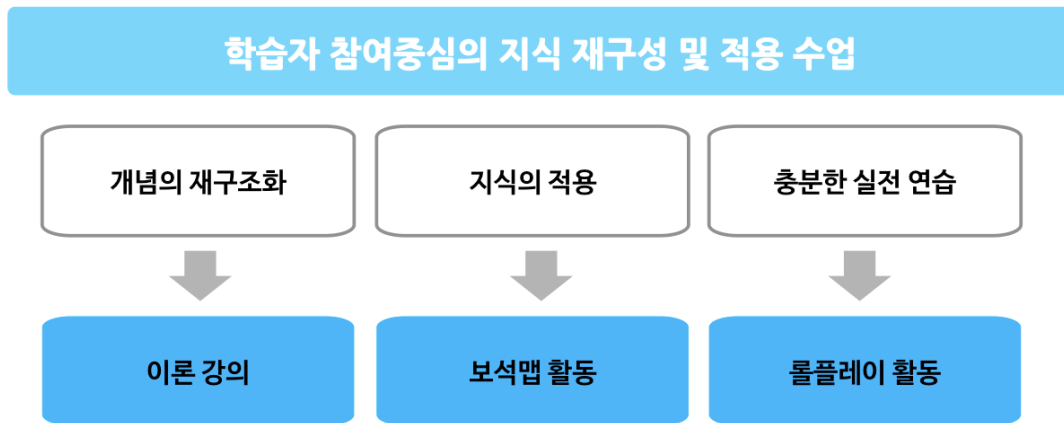 학습자 참여중심의 지식 재구성 및 적용 수업
개념의 재구조화
지식의 적용
충분한 실전 연습
이론 강의
보석맵 활동
롤플레이 활동